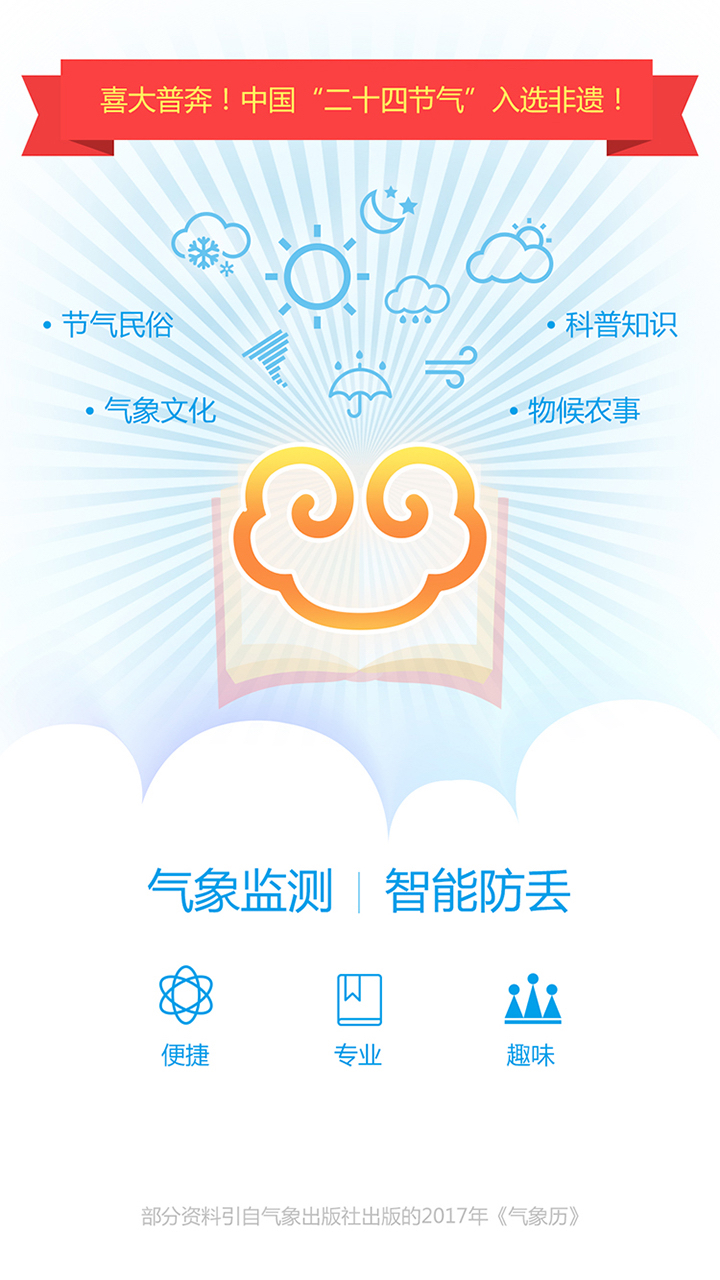 喜大普奔！中国“二十四节气”入选非遗！
• 节气民俗
• 科普知识
• 气象文化
• 物候农事
气象监测｜智能防丢
便捷
专业
趣味
部分资料引自气象出版社出版的2017年《气象历》